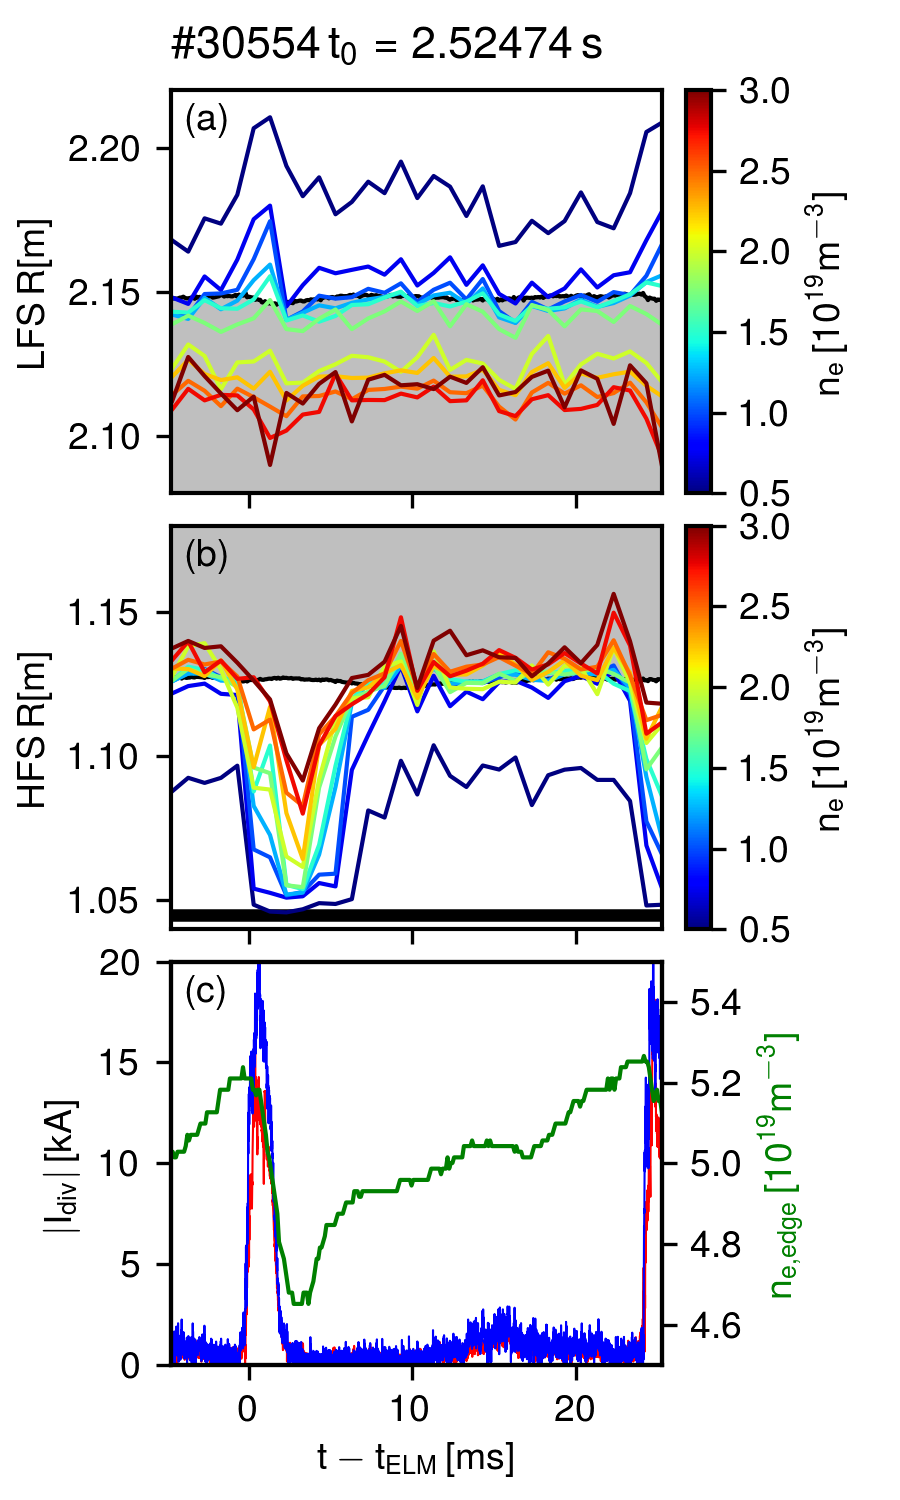 #30554 t0 = 2.52474 s
(a)
2.20
2.15
2.10
LFS R[m]
3.0
2.5
2.0
1.5
1.0
0.5
ne [10^19 m^−3]
(b)
1.15
1.10
1.05
HFS R[m]
3.0
2.5
2.0
1.5
1.0
0.5
ne [10^19 m^−3]
(c)
20
15
10
5
0
|Idiv| [kA]
5.4
5.2
5.0
4.8
4.6
ne,edge [10^19 m^−3]
0 10 20
t − tELM [ms]